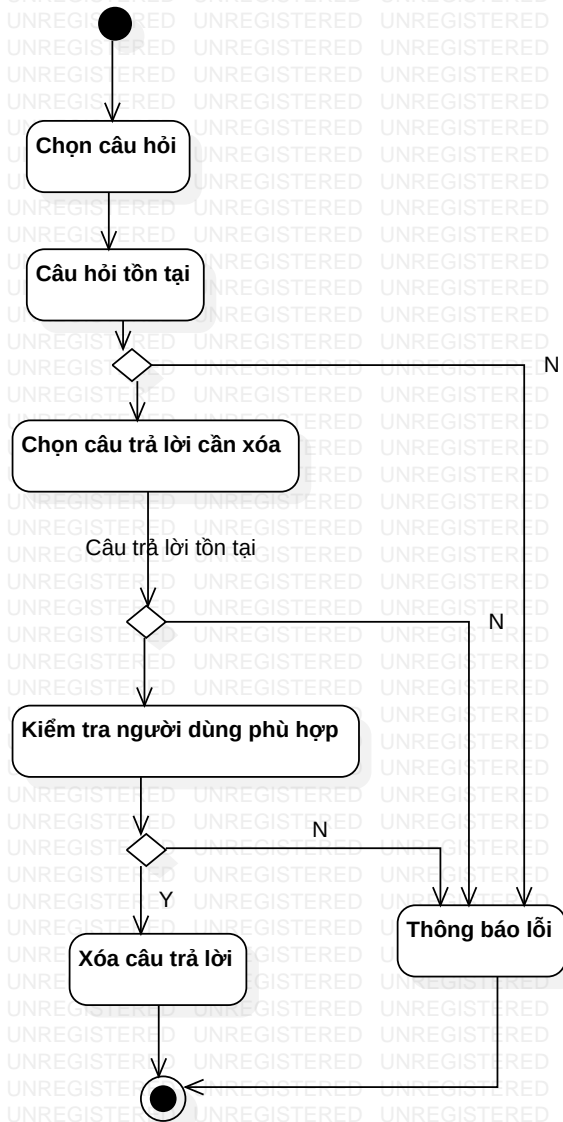 Chọn câu hỏi
Câu hỏi tồn tại
N
Chọn câu trả lời cần xóa
Câu trả lời tồn tại
N
Kiểm tra người dùng phù hợp
N
Y
Thông báo lỗi
Xóa câu trả lời